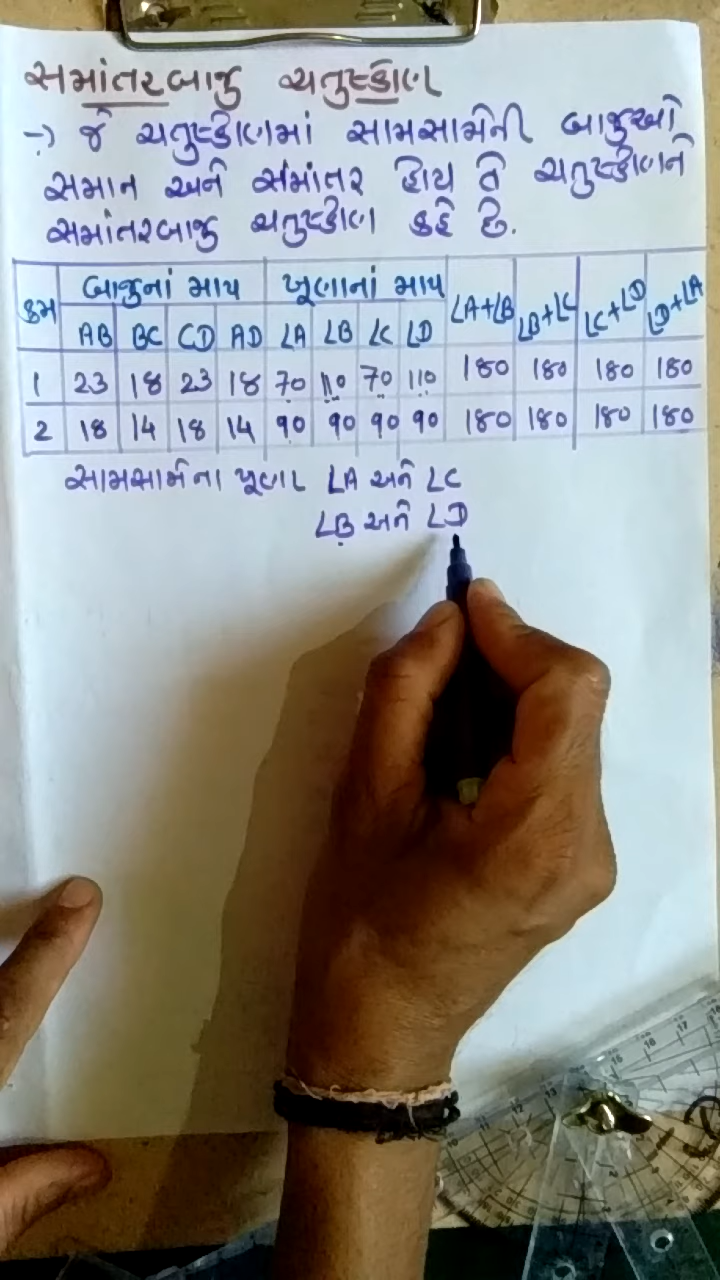 સમાંતરબાજુ ચતુષ્કોણ
→ જે ચતુષ્કોણમાં સામસામેની બાજુઓ
સમાન અને સમાંતર હોય તે ચતુષ્કોણને
સમાંતરબાજુ ચતુષ્કોણ કહે છે.
ક્રમ બાજુનાં માપ ખૂણાનાં માપ ∠A+∠B ∠B+∠C ∠C+∠D ∠D+∠A
AB BC CD AD ∠A ∠B ∠C ∠D
1 23 18 23 18 70 110 70 110 180 180 180 180
2 18 14 18 14 90 90 90 90 180 180 180 180
સામસામેના ખૂણા ∠A અને ∠C
∠B અને ∠D